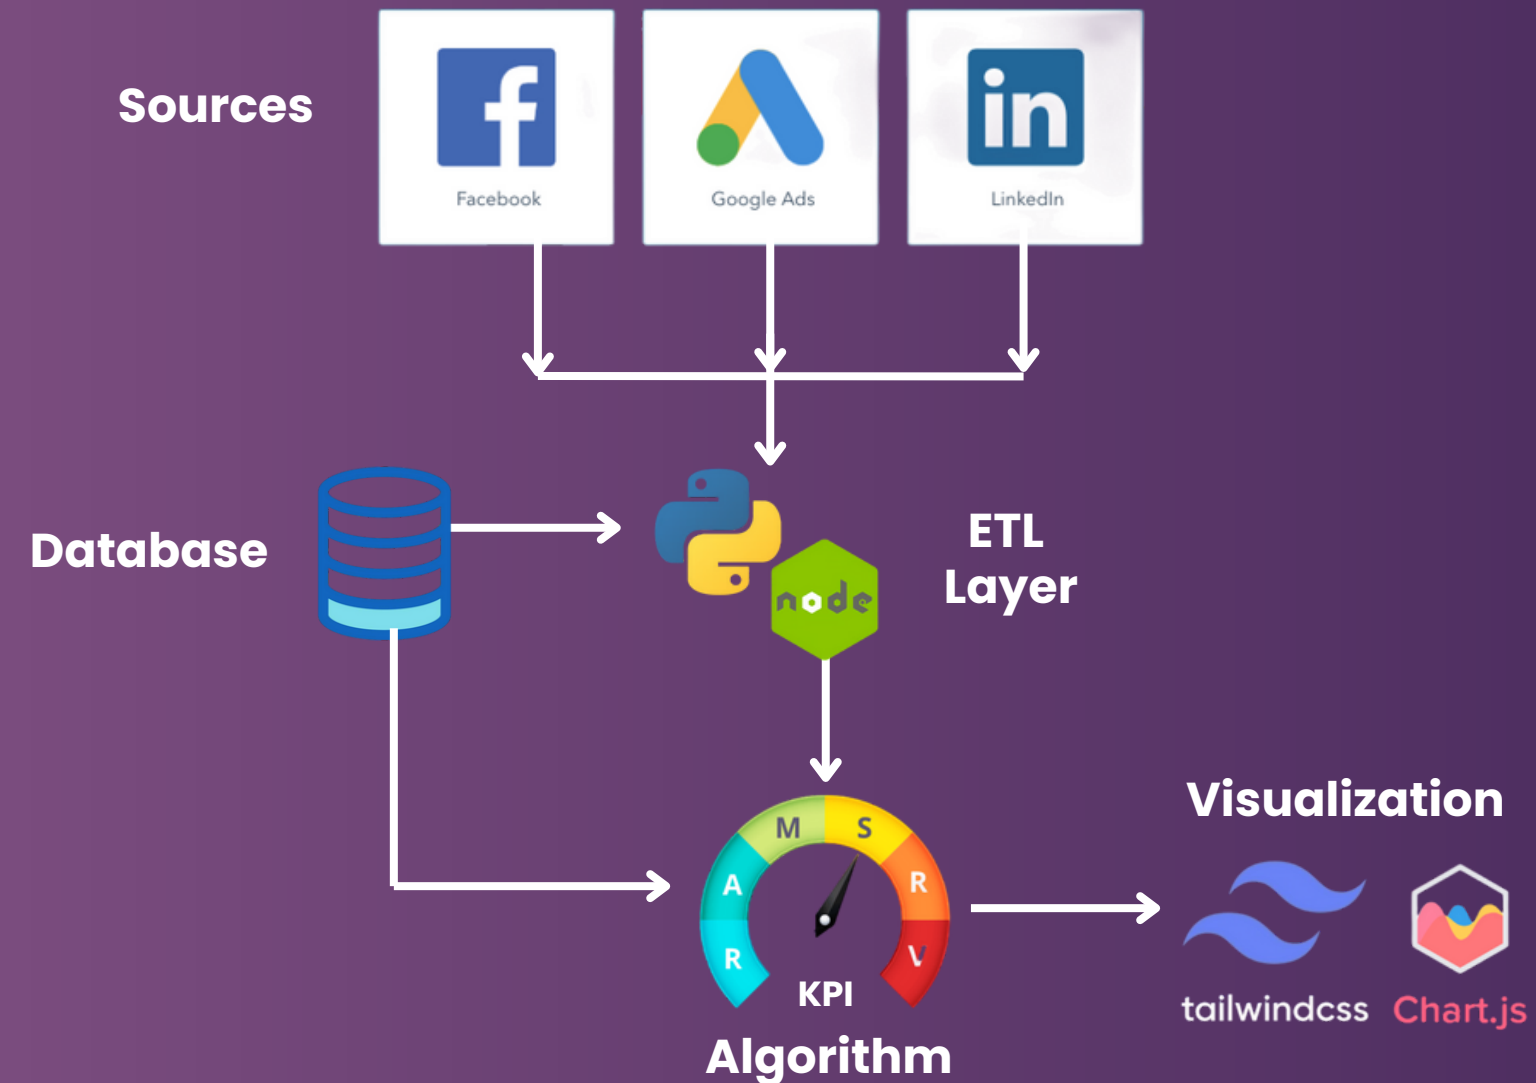 Sources
Facebook
Google Ads
LinkedIn
Database
node
ETL
Layer
M S
A R
R V
KPI
Algorithm
Visualization
tailwindcss Chart.js